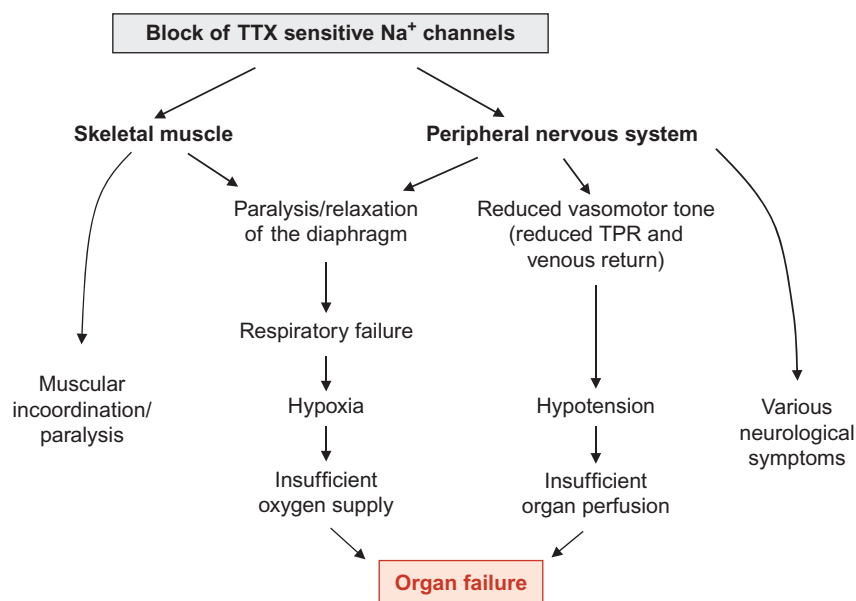 Block of TTX sensitive Na⁺ channels
Skeletal muscle
Peripheral nervous system
Paralysis/relaxation
of the diaphragm
Reduced vasomotor tone
(reduced TPR and
venous return)
Respiratory failure
Muscular
incoordination/
paralysis
Hypoxia
Hypotension
Various
neurological
symptoms
Insufficient
oxygen supply
Insufficient
organ perfusion
Organ failure